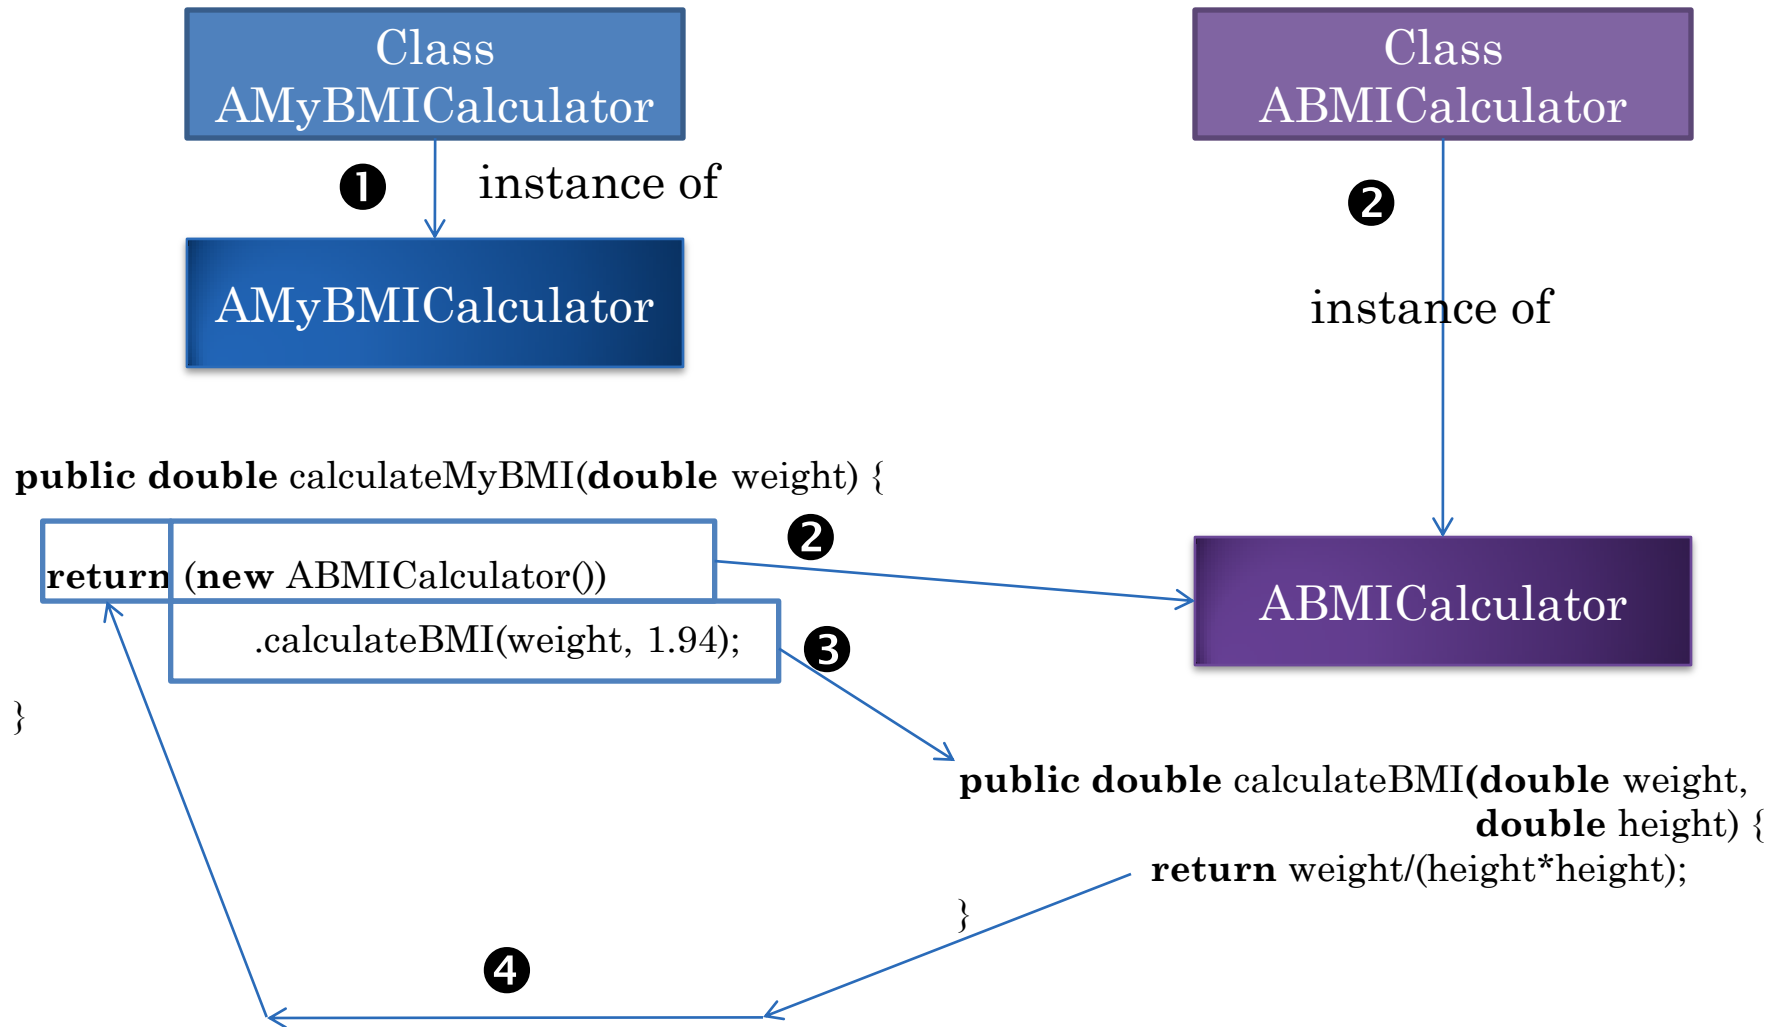 Class
AMyBMICalculator
❶
instance of
AMyBMICalculator
Class
ABMICalculator
❷
instance of
ABMICalculator
public double calculateMyBMI(double weight) {
return (new ABMICalculator())
❷
.calculateBMI(weight, 1.94);
❸
}
public double calculateBMI(double weight,
double height) {
return weight/(height*height);
}
❹